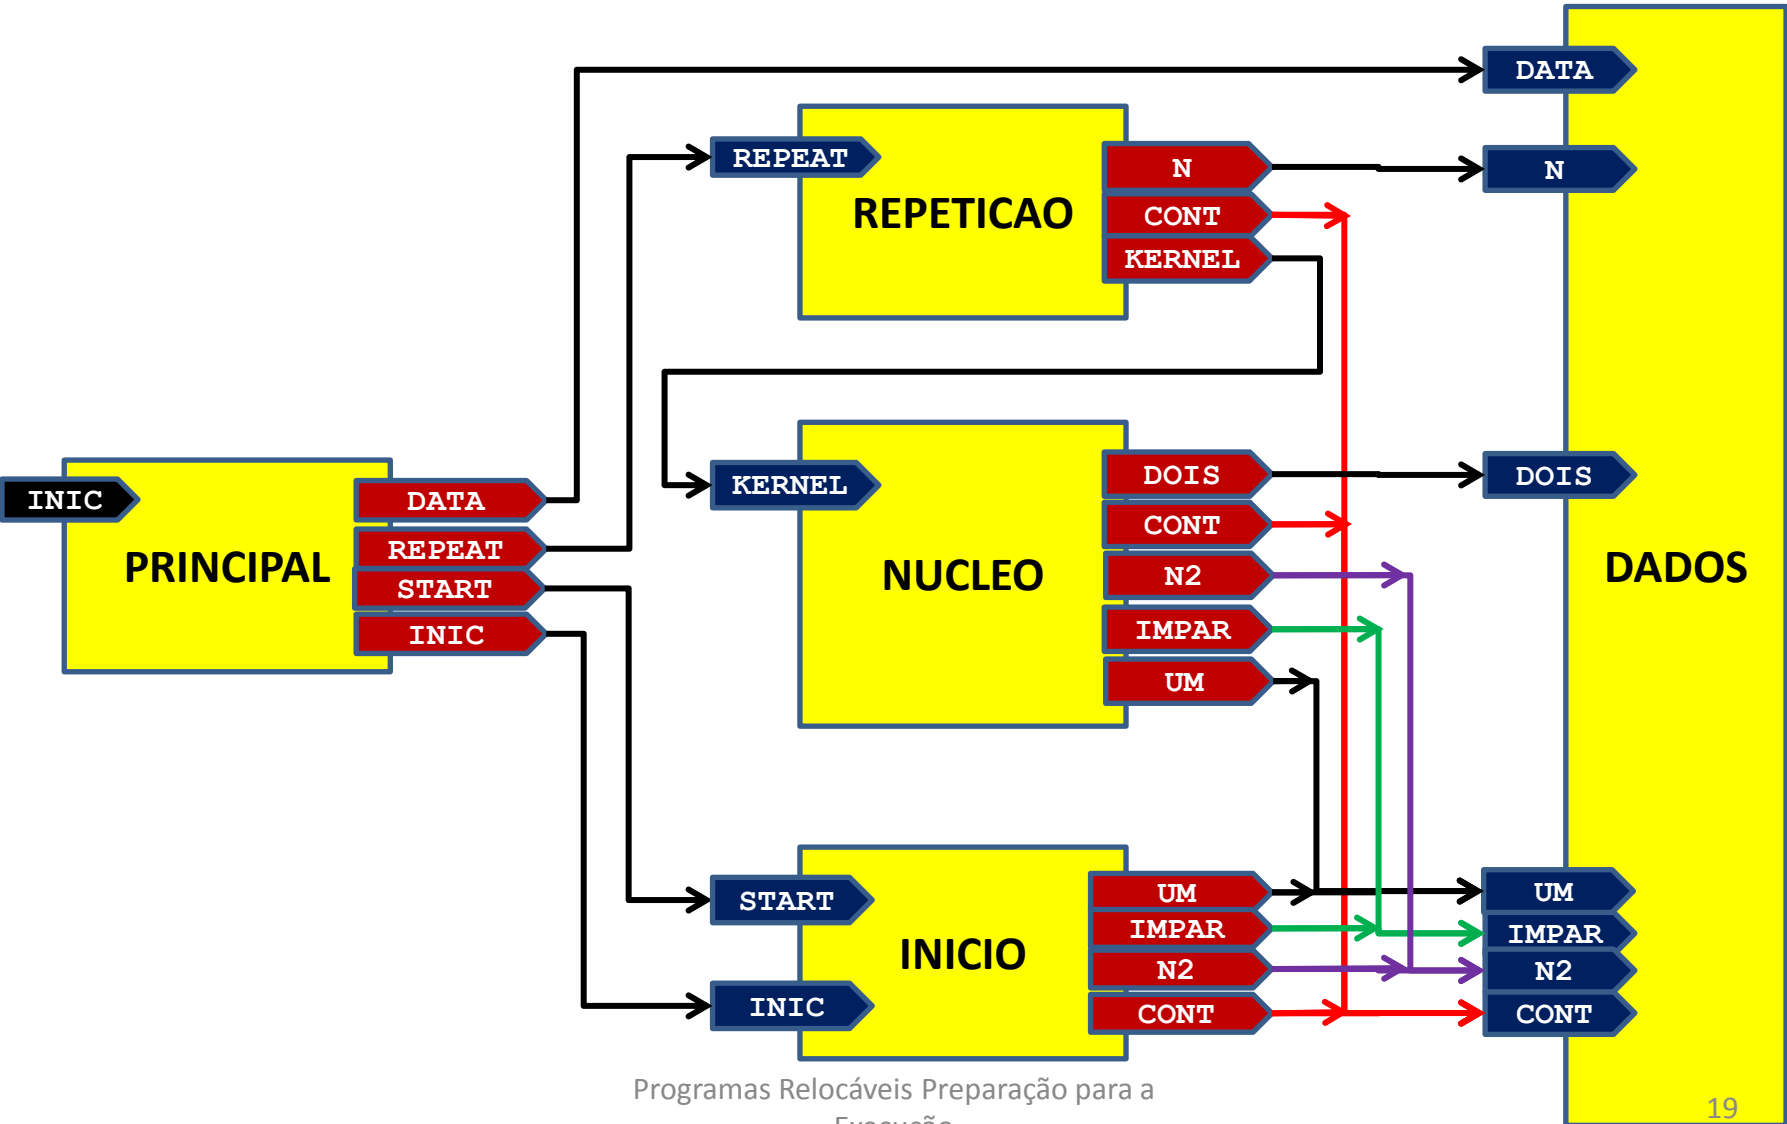 DATA
REPEAT
REPETICAO
N
CONT
KERNEL
N
INIC
PRINCIPAL
DATA
REPEAT
START
INIC
KERNEL
NUCLEO
DOIS
CONT
N2
IMPAR
UM
DOIS
DADOS
START
INIC
INICIO
UM
IMPAR
N2
CONT
UM
IMPAR
N2
CONT
Programas Relocáveis Preparação para a
Execução
19